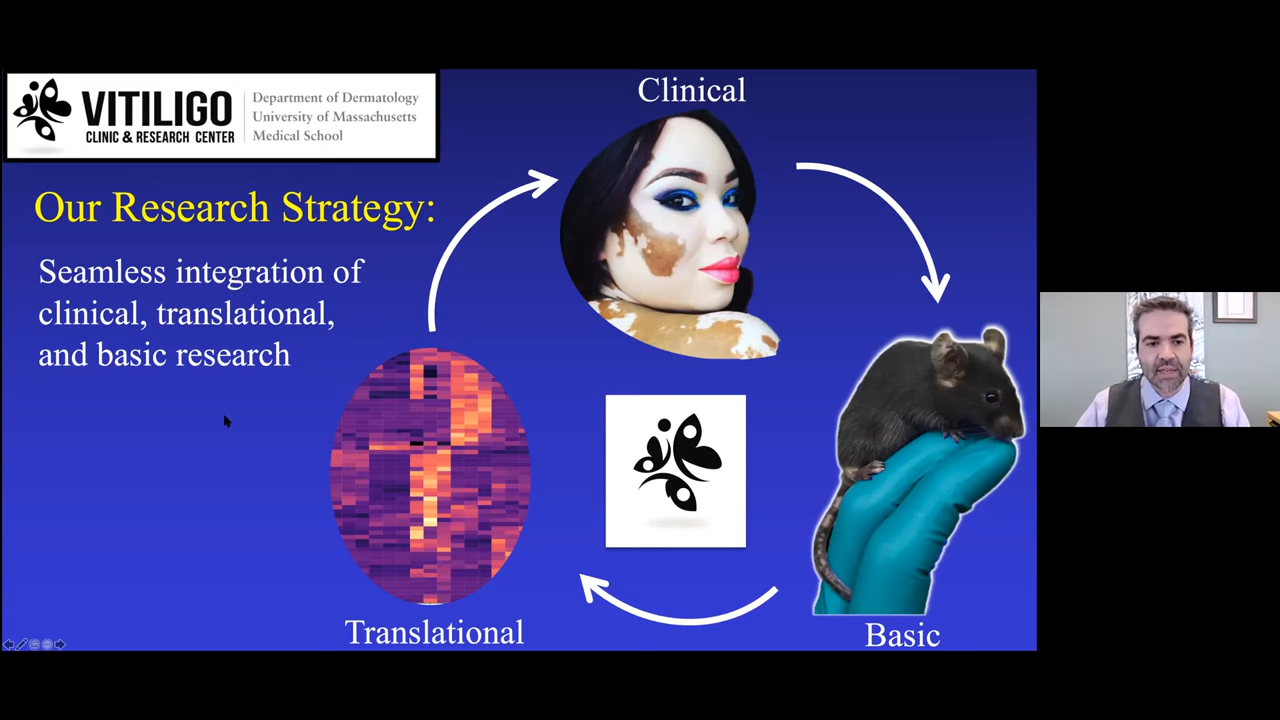 VITILIGO
CLINIC & RESEARCH CENTER
Department of Dermatology
University of Massachusetts
Medical School
Our Research Strategy:
Seamless integration of
clinical, translational,
and basic research
Clinical
Translational
Basic